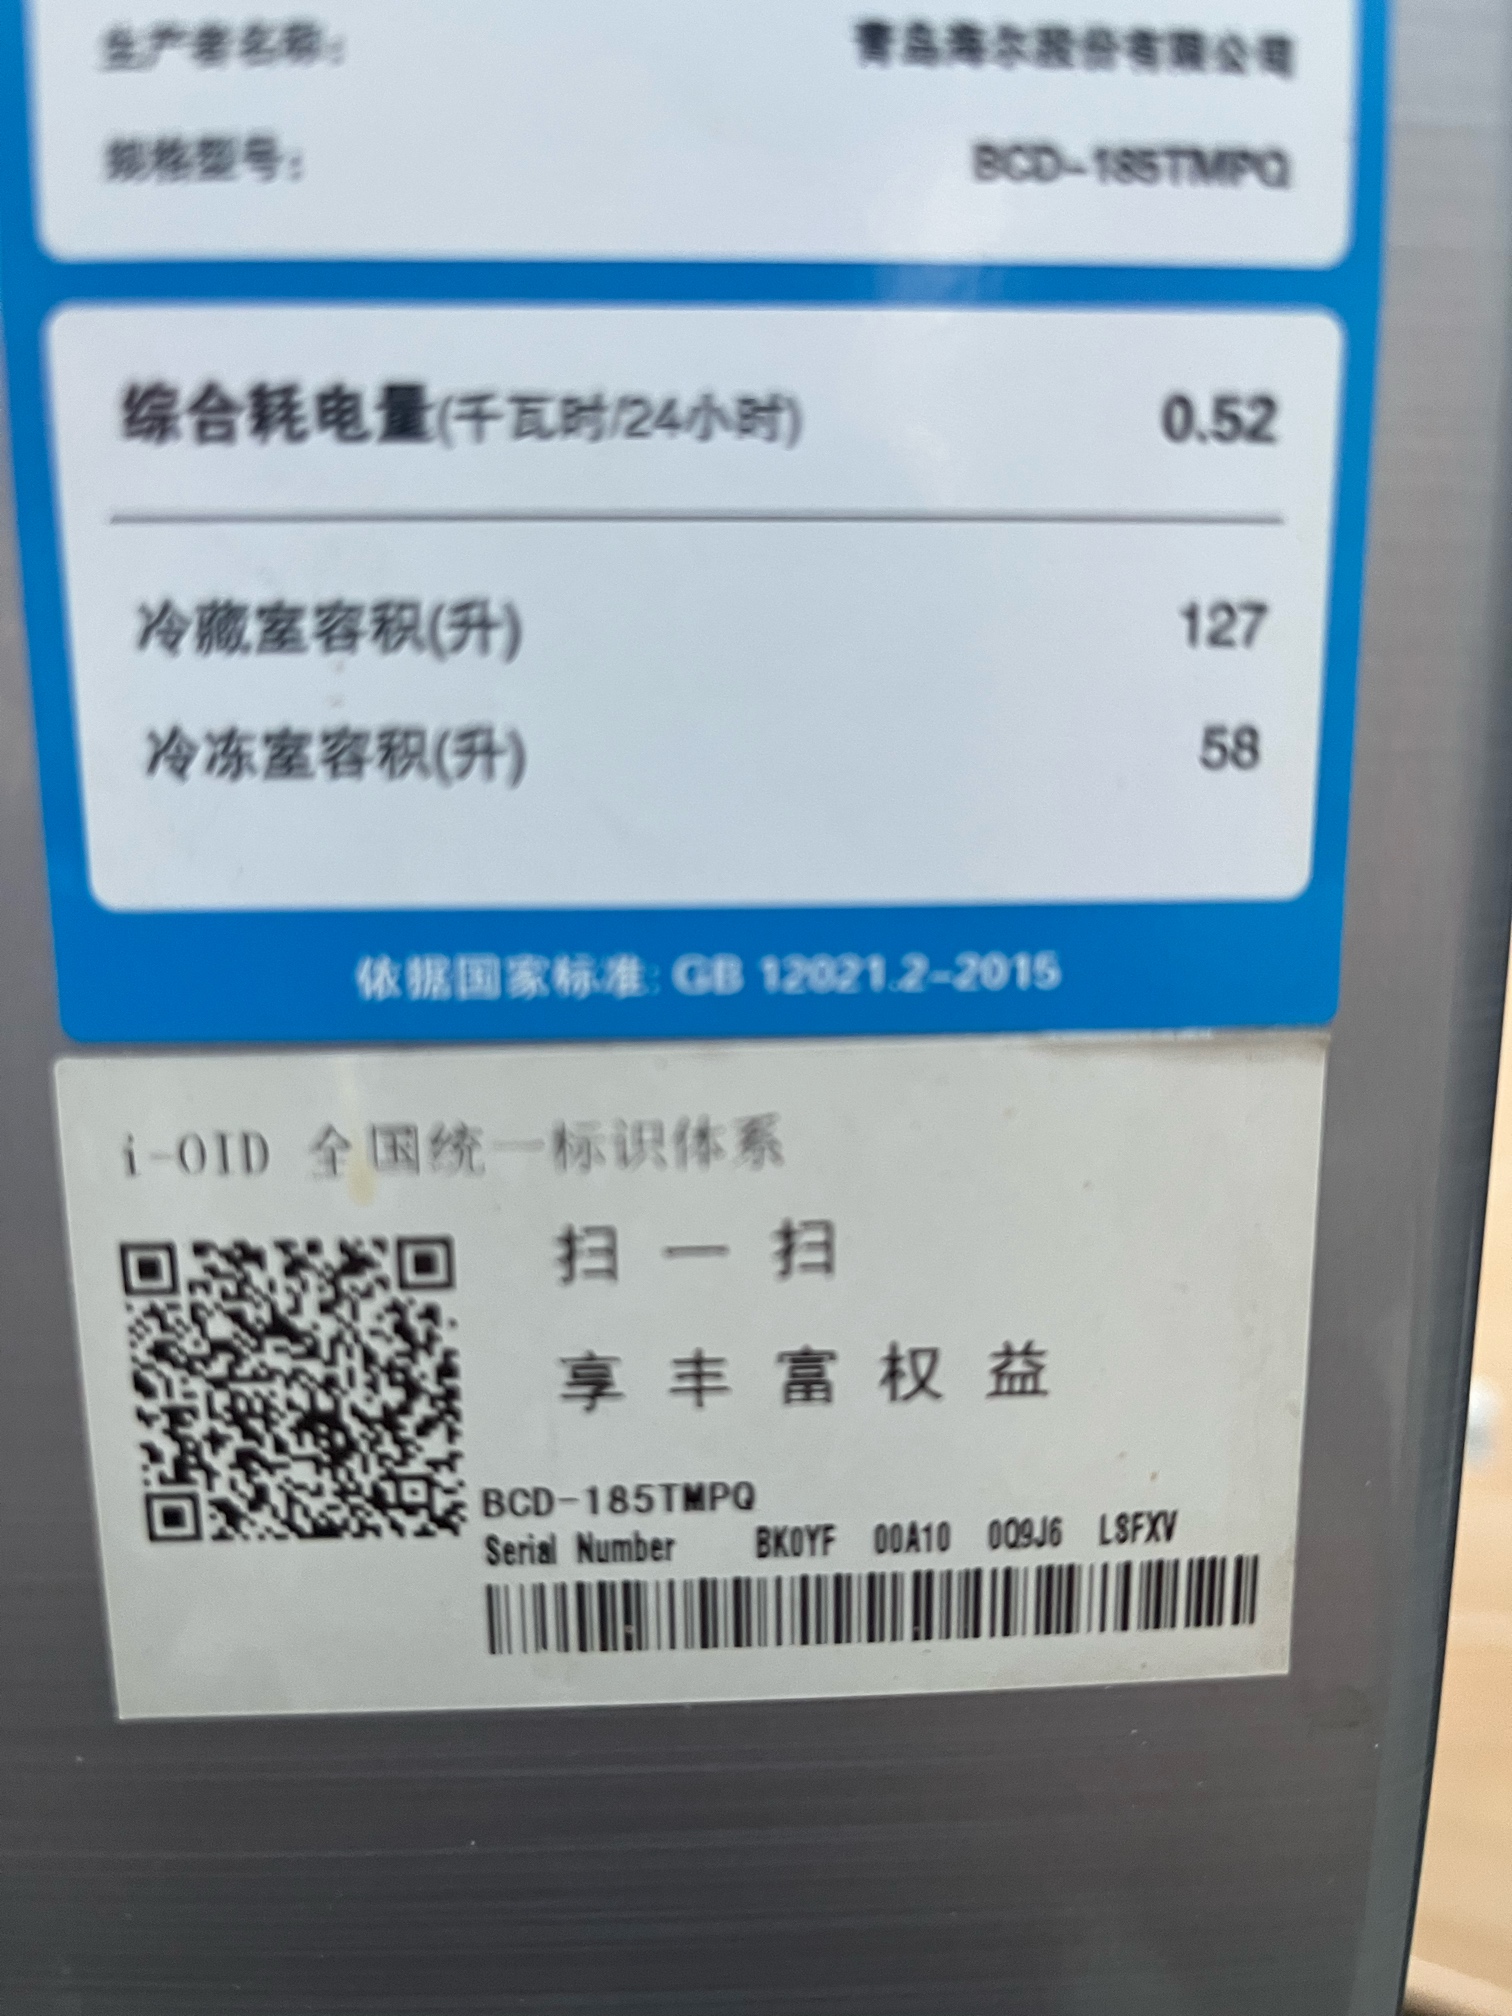 生产者名称： 青岛海尔股份有限公司
规格型号： BCD-185TMPQ
综合耗电量(千瓦时/24小时) 0.52
冷藏室容积(升) 127
冷冻室容积(升) 58
依据国家标准: GB 12021.2-2015
i-OID 全国统一标识体系
扫一扫
享丰富权益
BCD-185TMPQ
Serial Number BK0YF 00A10 0Q9J6 LSFXV